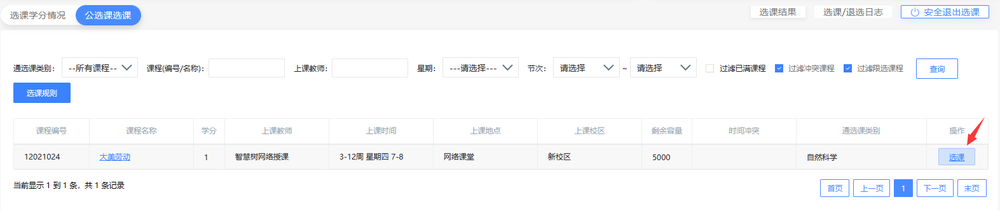 选课学分情况 公选课选课 选课结果 选课/退选日志 安全退出选课
通选课类别： --所有课程-- 课程(编号/名称)： 上课教师： 星期： ---请选择--- 节次： 请选择 ~ 请选择 过滤已满课程 过滤冲突课程 过滤限选课程 查询
选课规则
课程编号 课程名称 学分 上课教师 上课时间 上课地点 上课校区 剩余容量 时间冲突 通选课类别 操作
12021024 大美劳动 1 智慧树网络授课 3-12周 星期四 7-8 网络课堂 新校区 5000 自然科学 选课
当前显示 1 到 1 条，共 1 条记录 首页 上一页 1 下一页 末页